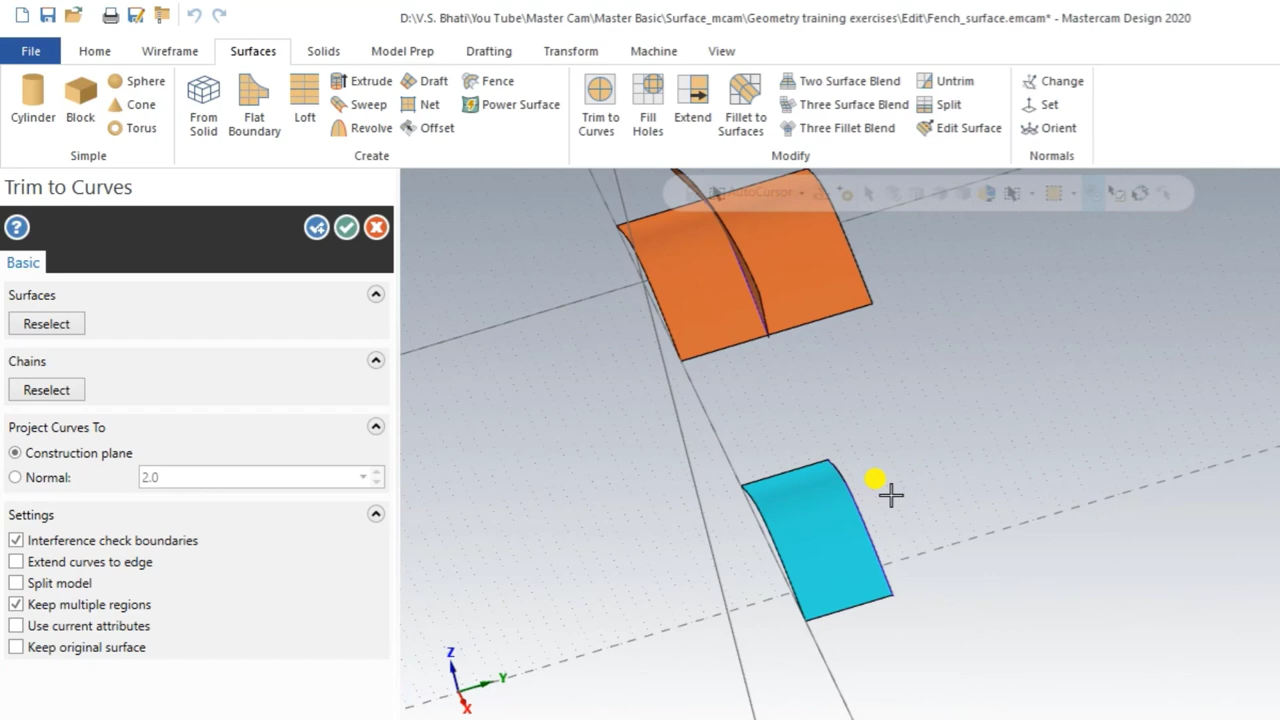 D:\V.S. Bhati\You Tube\Master Cam\Master Basic\Surface_mcam\Geometry training exercises\Edit\Fench_surface.emcam* - Mastercam Design 2020
File Home Wireframe Surfaces Solids Model Prep Drafting Transform Machine View
Sphere Extrude Draft Fence Two Surface Blend Untrim Change
Cone Sweep Net Power Surface Three Surface Blend Split Set
Torus Revolve Offset Three Fillet Blend Edit Surface Orient
Cylinder Block From Solid Flat Boundary Loft Trim to Curves Fill Holes Extend Fillet to Surfaces
Simple Create Modify Normals
Trim to Curves
AutoCursor
Basic
Surfaces
Reselect
Chains
Reselect
Project Curves To
Construction plane
Normal: 2.0
Settings
Interference check boundaries
Extend curves to edge
Split model
Keep multiple regions
Use current attributes
Keep original surface
Z
Y
X